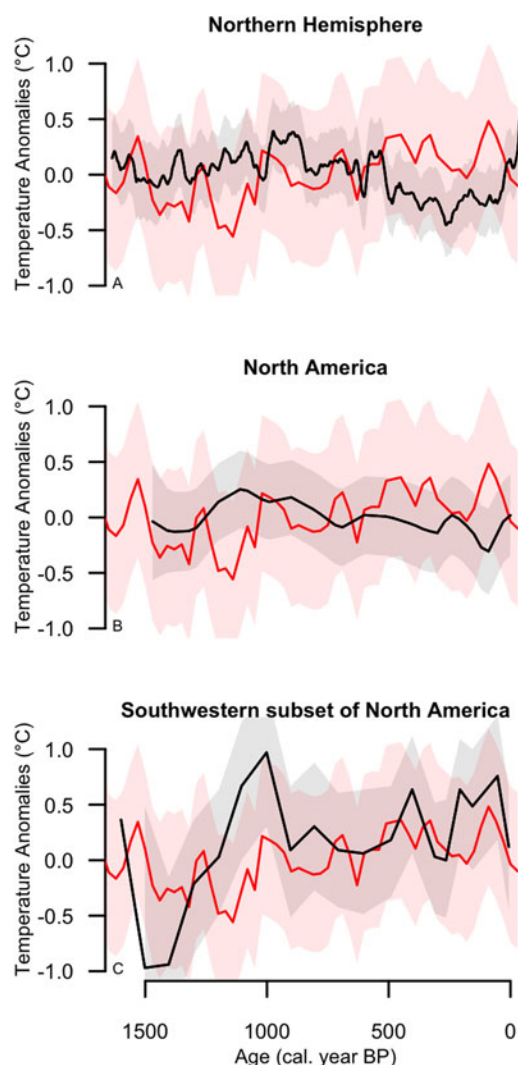 Northern Hemisphere
Temperature Anomalies (°C)
1.0
0.5
0.0
-0.5
-1.0
A
North America
Temperature Anomalies (°C)
1.0
0.5
0.0
-0.5
-1.0
B
Southwestern subset of North America
Temperature Anomalies (°C)
1.0
0.5
0.0
-0.5
-1.0
C
1500 1000 500 0
Age (cal. year BP)